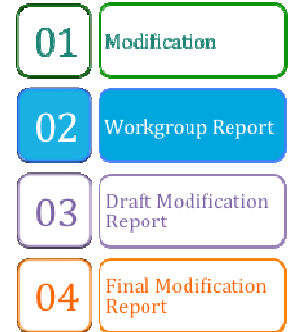 01 Modification
02 Workgroup Report
03 Draft Modification
Report
04 Final Modification
Report